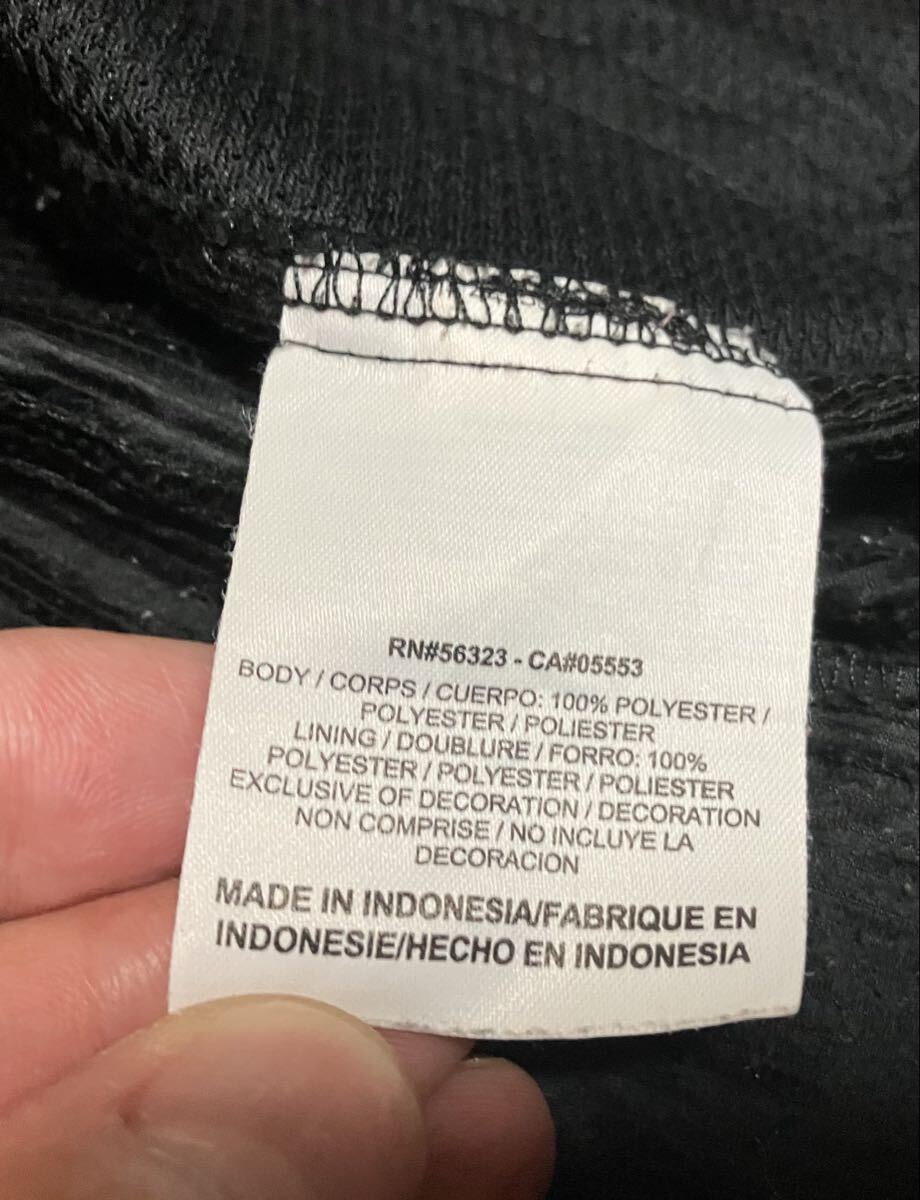 RN#56323 - CA#05553
BODY / CORPS / CUERPO: 100% POLYESTER /
POLYESTER / POLIESTER
LINING / DOUBLURE / FORRO: 100%
POLYESTER / POLYESTER / POLIESTER
EXCLUSIVE OF DECORATION / DECORATION
NON COMPRISE / NO INCLUYE LA
DECORACION
MADE IN INDONESIA/FABRIQUE EN
INDONESIE/HECHO EN INDONESIA